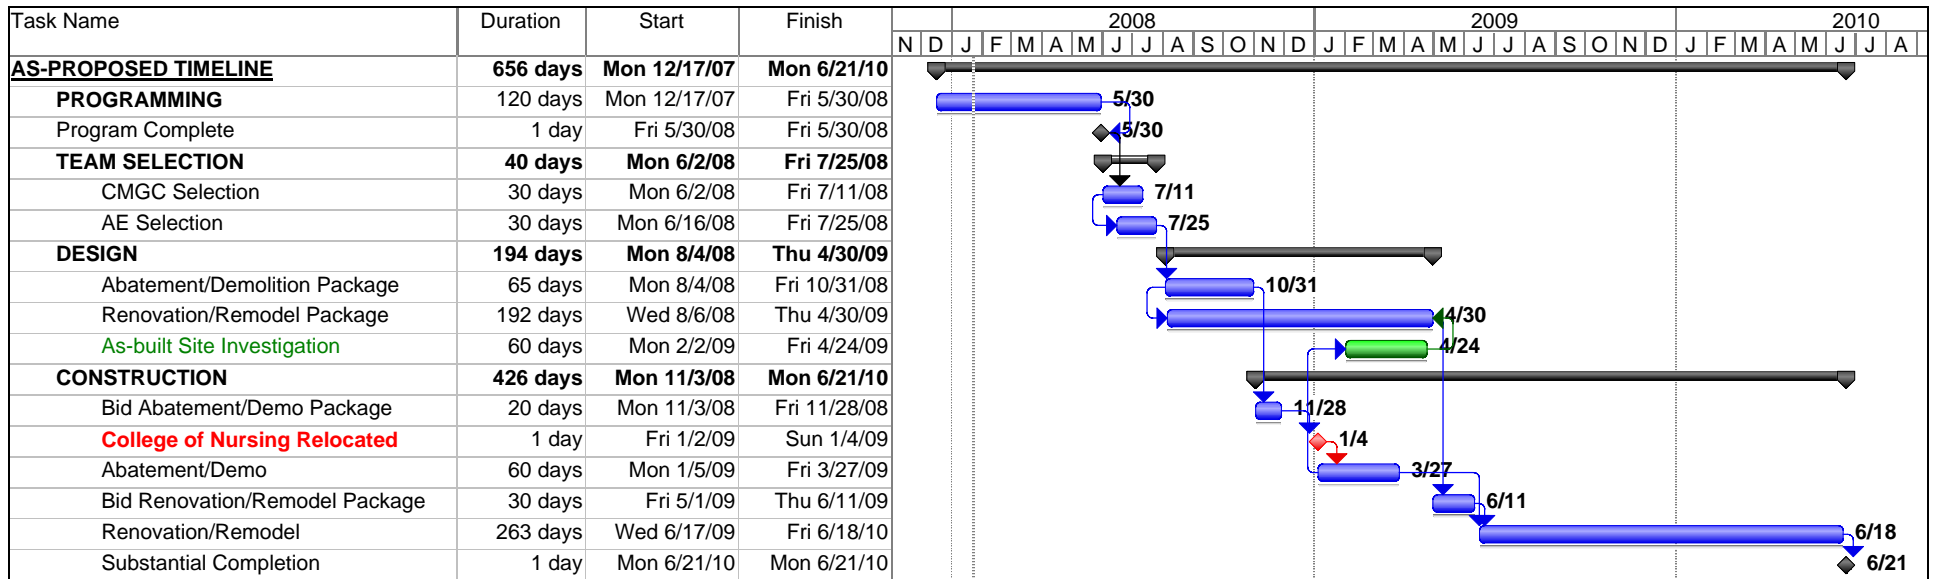 Task Name Duration Start Finish 2008 2009 2010
N D J F M A M J J A S O N D J F M A M J J A S O N D J F M A M J J A
AS-PROPOSED TIMELINE 656 days Mon 12/17/07 Mon 6/21/10
PROGRAMMING 120 days Mon 12/17/07 Fri 5/30/08 5/30
Program Complete 1 day Fri 5/30/08 Fri 5/30/08 5/30
TEAM SELECTION 40 days Mon 6/2/08 Fri 7/25/08
CMGC Selection 30 days Mon 6/2/08 Fri 7/11/08 7/11
AE Selection 30 days Mon 6/16/08 Fri 7/25/08 7/25
DESIGN 194 days Mon 8/4/08 Thu 4/30/09
Abatement/Demolition Package 65 days Mon 8/4/08 Fri 10/31/08 10/31
Renovation/Remodel Package 192 days Wed 8/6/08 Thu 4/30/09 4/30
As-built Site Investigation 60 days Mon 2/2/09 Fri 4/24/09 4/24
CONSTRUCTION 426 days Mon 11/3/08 Mon 6/21/10
Bid Abatement/Demo Package 20 days Mon 11/3/08 Fri 11/28/08 11/28
College of Nursing Relocated 1 day Fri 1/2/09 Sun 1/4/09 1/4
Abatement/Demo 60 days Mon 1/5/09 Fri 3/27/09 3/27
Bid Renovation/Remodel Package 30 days Fri 5/1/09 Thu 6/11/09 6/11
Renovation/Remodel 263 days Wed 6/17/09 Fri 6/18/10 6/18
Substantial Completion 1 day Mon 6/21/10 Mon 6/21/10 6/21